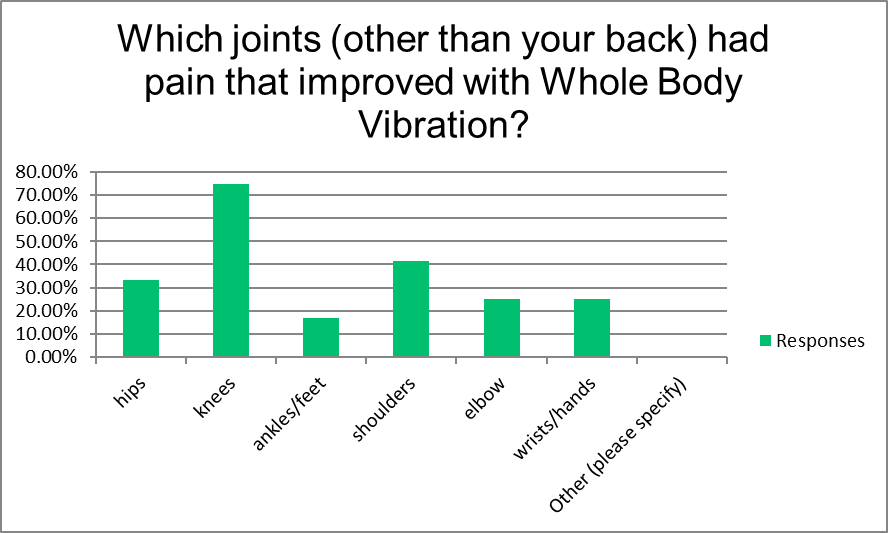 Which joints (other than your back) had
pain that improved with Whole Body
Vibration?
80.00%
70.00%
60.00%
50.00%
40.00%
30.00%
20.00%
10.00%
0.00%
hips
knees
ankles/feet
shoulders
elbow
wrists/hands
Other (please specify)
Responses